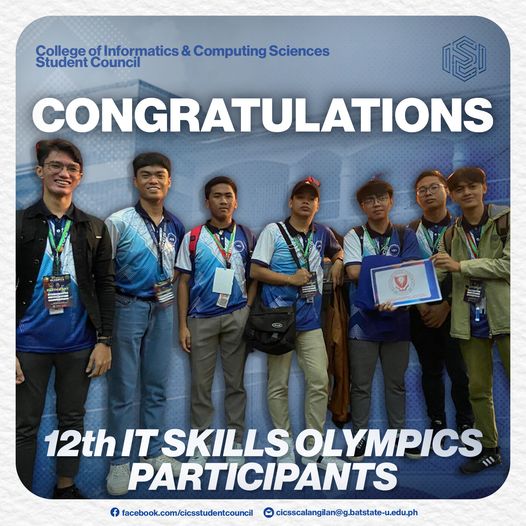 College of Informatics & Computing Sciences
Student Council
CONGRATULATIONS
12th IT SKILLS OLYMPICS
PARTICIPANTS
facebook.com/cicsstudentcouncil cicsscalangilan@g.batstate-u.edu.ph